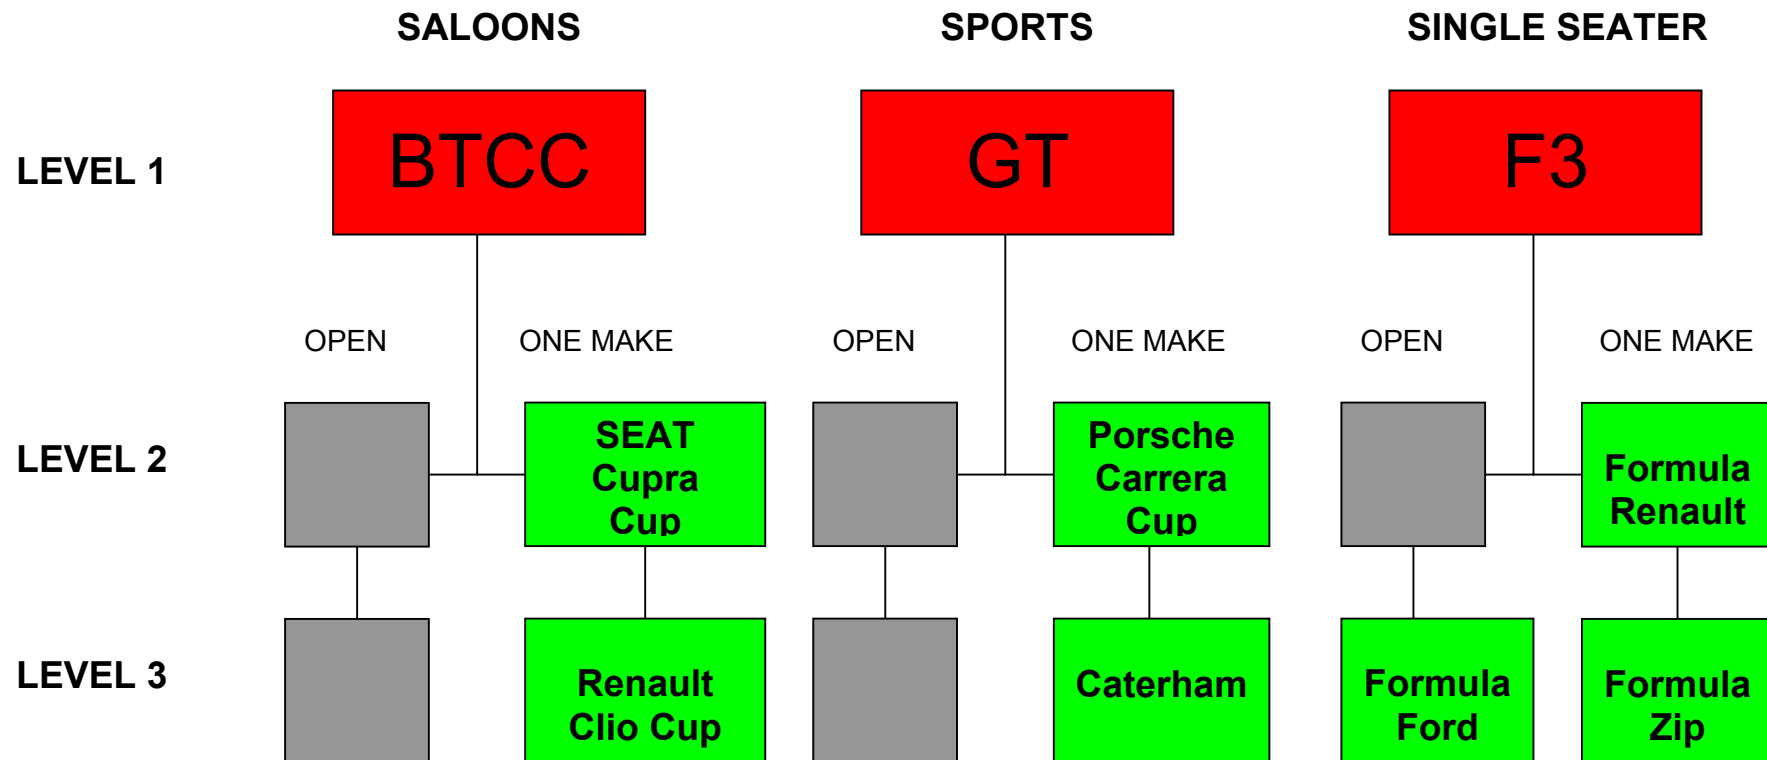 SALOONS SPORTS SINGLE SEATER
LEVEL 1 BTCC GT F3
OPEN ONE MAKE OPEN ONE MAKE OPEN ONE MAKE
LEVEL 2
SEAT
Cupra
Cup
Porsche
Carrera
Cup
Formula
Renault
LEVEL 3
Renault
Clio Cup
Caterham
Formula
Ford
Formula
Zip